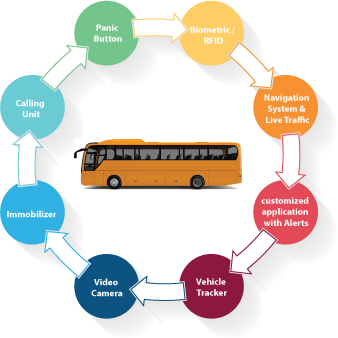 Panic
Button
Biometric /
RFID
Navigation
System &
Live Traffic
customized
application
with Alerts
Vehicle
Tracker
Video
Camera
Immobilizer
Calling
Unit